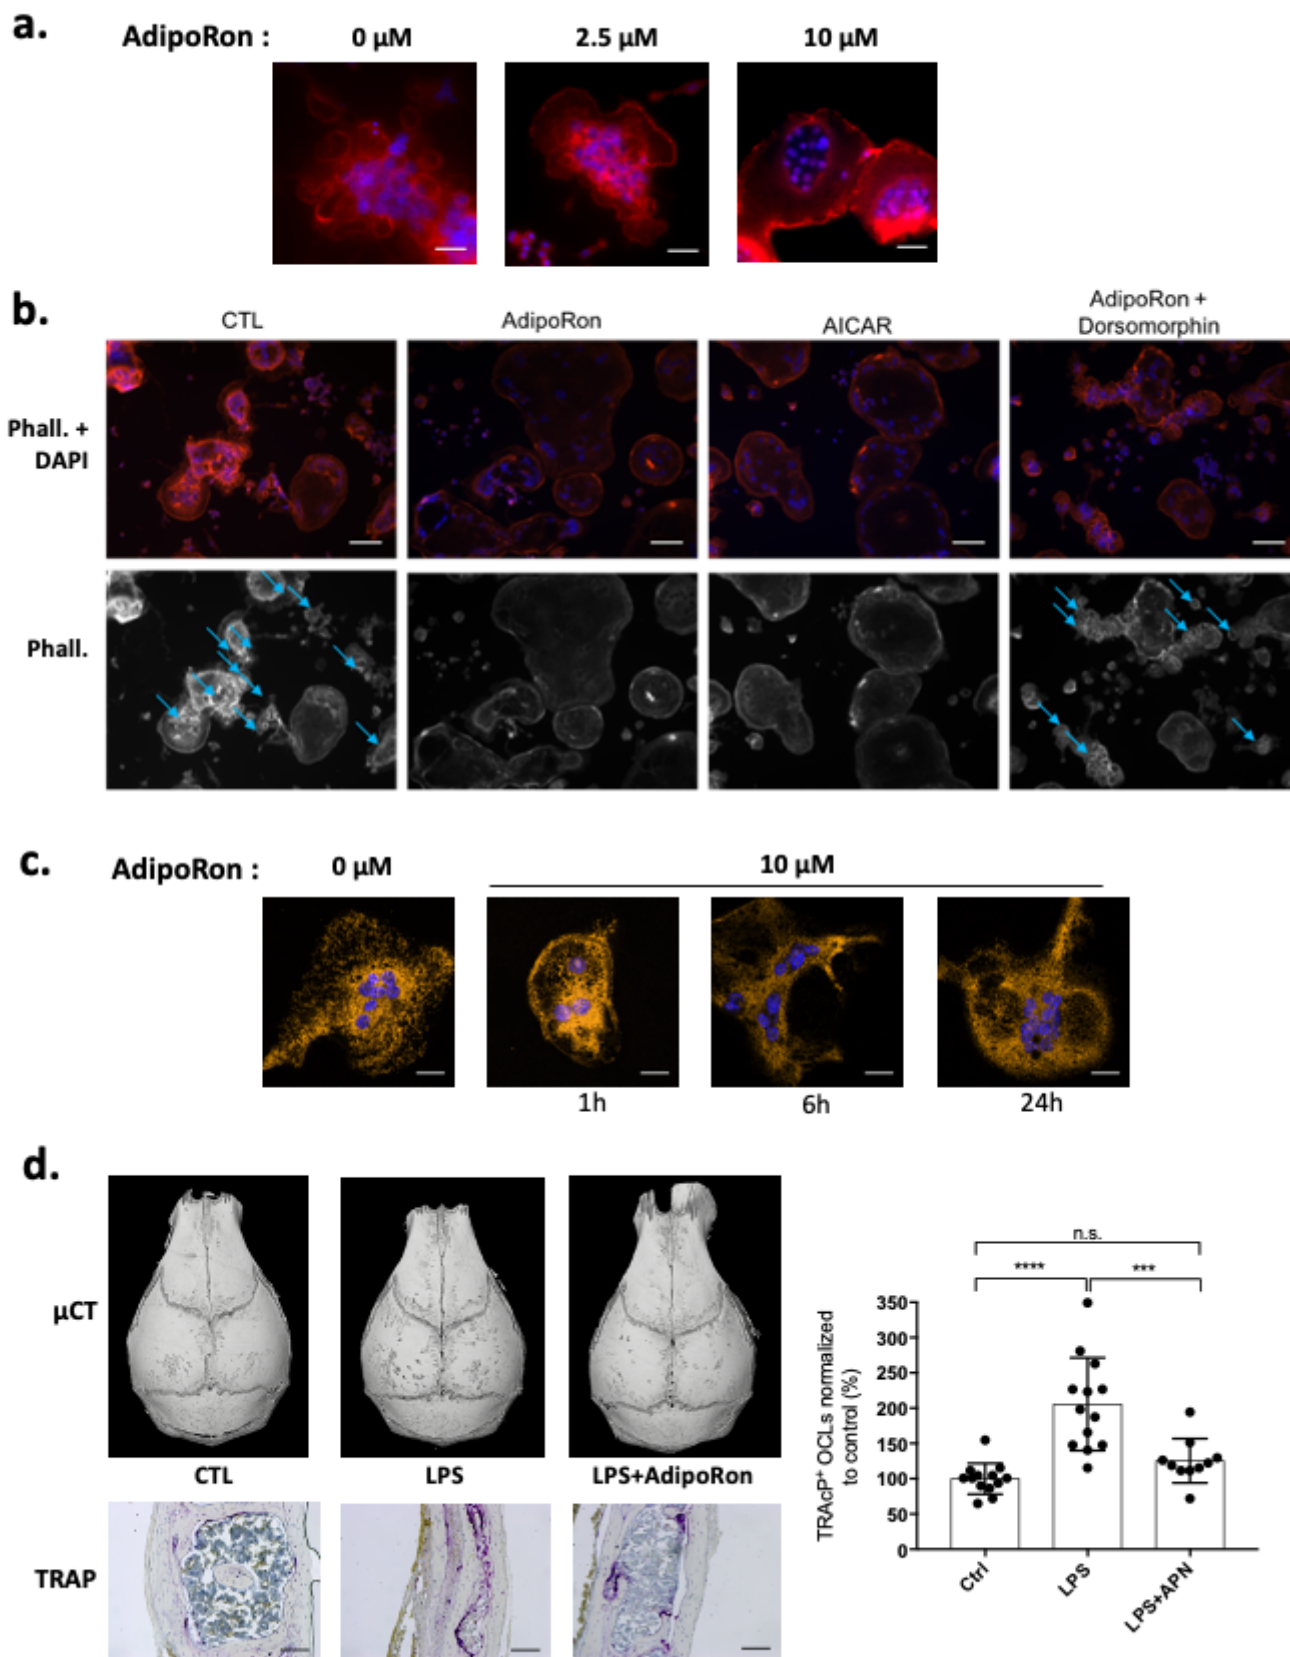 a.
AdipoRon : 0 µM 2.5 µM 10 µM
b.
CTL AdipoRon AICAR AdipoRon +
Dorsomorphin
Phall. +
DAPI
Phall.
c.
AdipoRon : 0 µM 10 µM
1h 6h 24h
d.
µCT
CTL LPS LPS+AdipoRon
TRAP
n.s.
**** ***
TRAcP⁺ OCLs normalized
to control (%)
350
300
250
200
150
100
50
0
Ctrl LPS LPS+APN